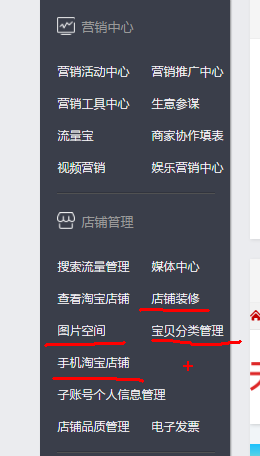 营销中心
营销活动中心 营销推广中心
营销工具中心 生意参谋
流量宝 商家协作填表
视频营销 娱乐营销中心
店铺管理
搜索流量管理 媒体中心
查看淘宝店铺 店铺装修
图片空间 宝贝分类管理
手机淘宝店铺
子账号个人信息管理
店铺品质管理 电子发票